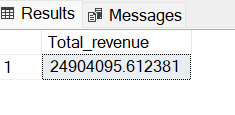 Results Messages
Total_revenue
1 24904095.612381